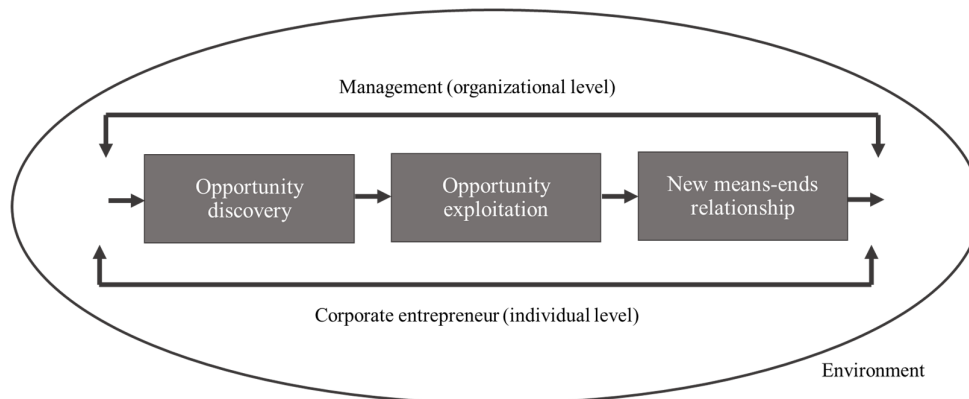 Management (organizational level)
Opportunity
discovery
Opportunity
exploitation
New means-ends
relationship
Corporate entrepreneur (individual level)
Environment